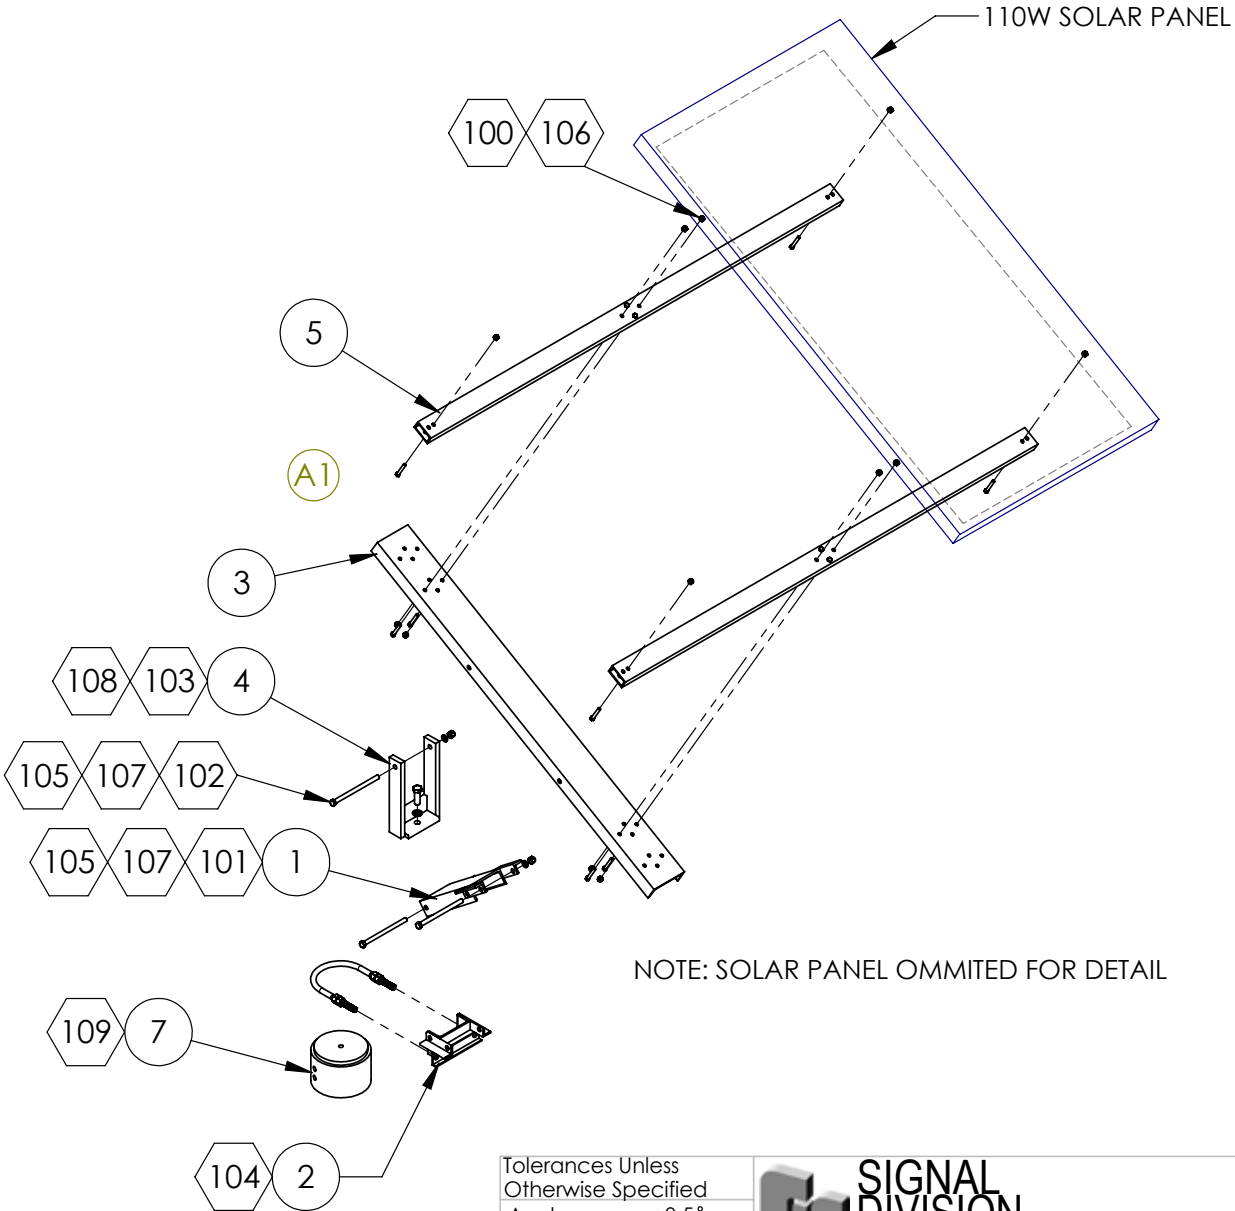 110W SOLAR PANEL
100 106
5
A1
3
108 103 4
105 107 102
105 107 101 1
NOTE: SOLAR PANEL OMMITED FOR DETAIL
109 7
104 2
Tolerances Unless
Otherwise Specified
SIGNAL
DIVISION